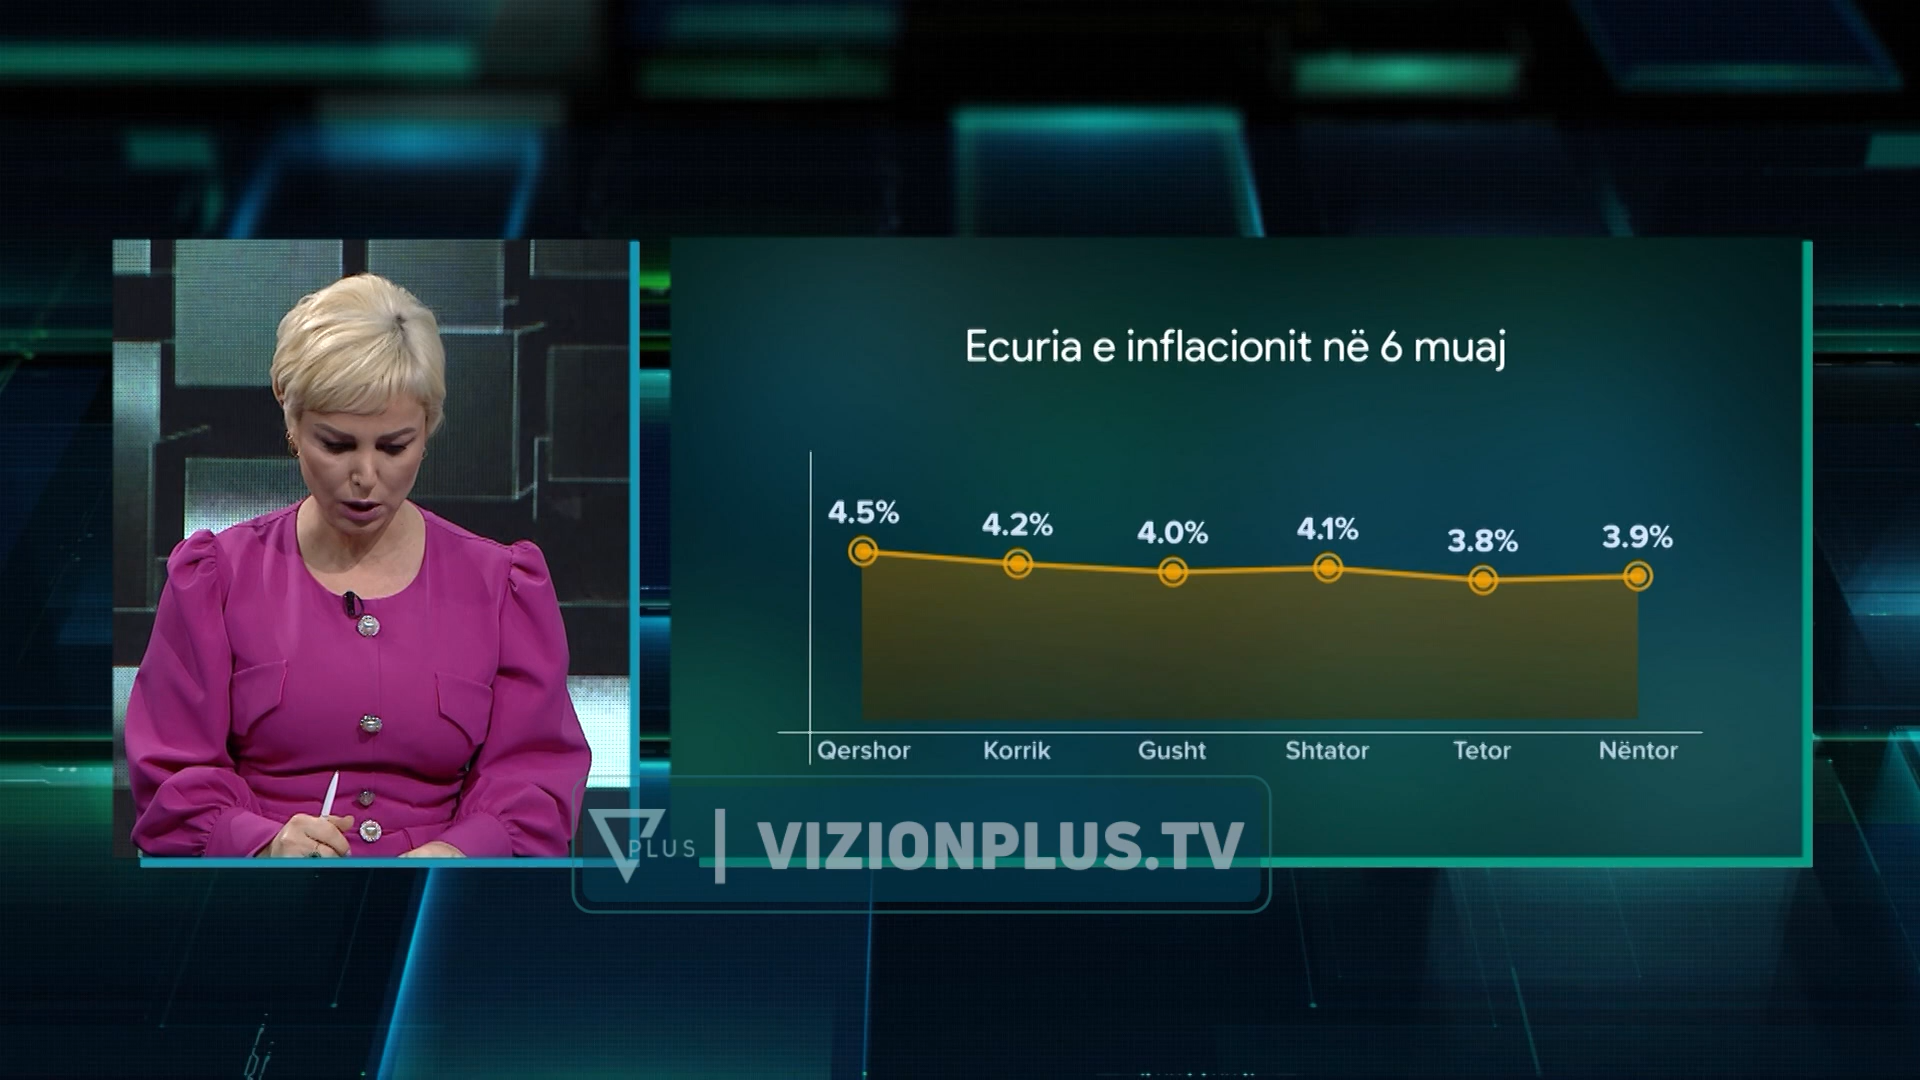 Ecuria e inflacionit në 6 muaj
4.5% 4.2% 4.0% 4.1% 3.8% 3.9%
Qershor Korrik Gusht Shtator Tetor Nëntor
PLUS | VIZIONPLUS.TV